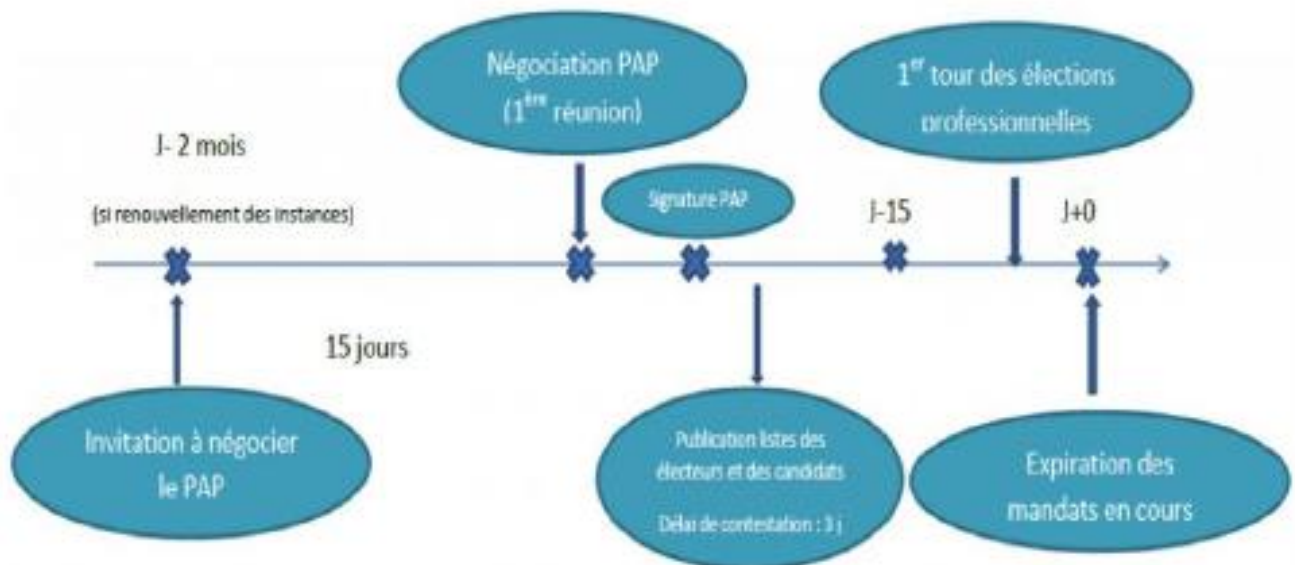 Négociation PAP
(1ère réunion)
1er tour des élections
professionnelles
J- 2 mois
(si renouvellement des instances)
Signature PAP
J-15
J+0
15 jours
Invitation à négocier
le PAP
Publication listes des
électeurs et des candidats
Délai de contestation : 3 j
Expiration des
mandats en cours